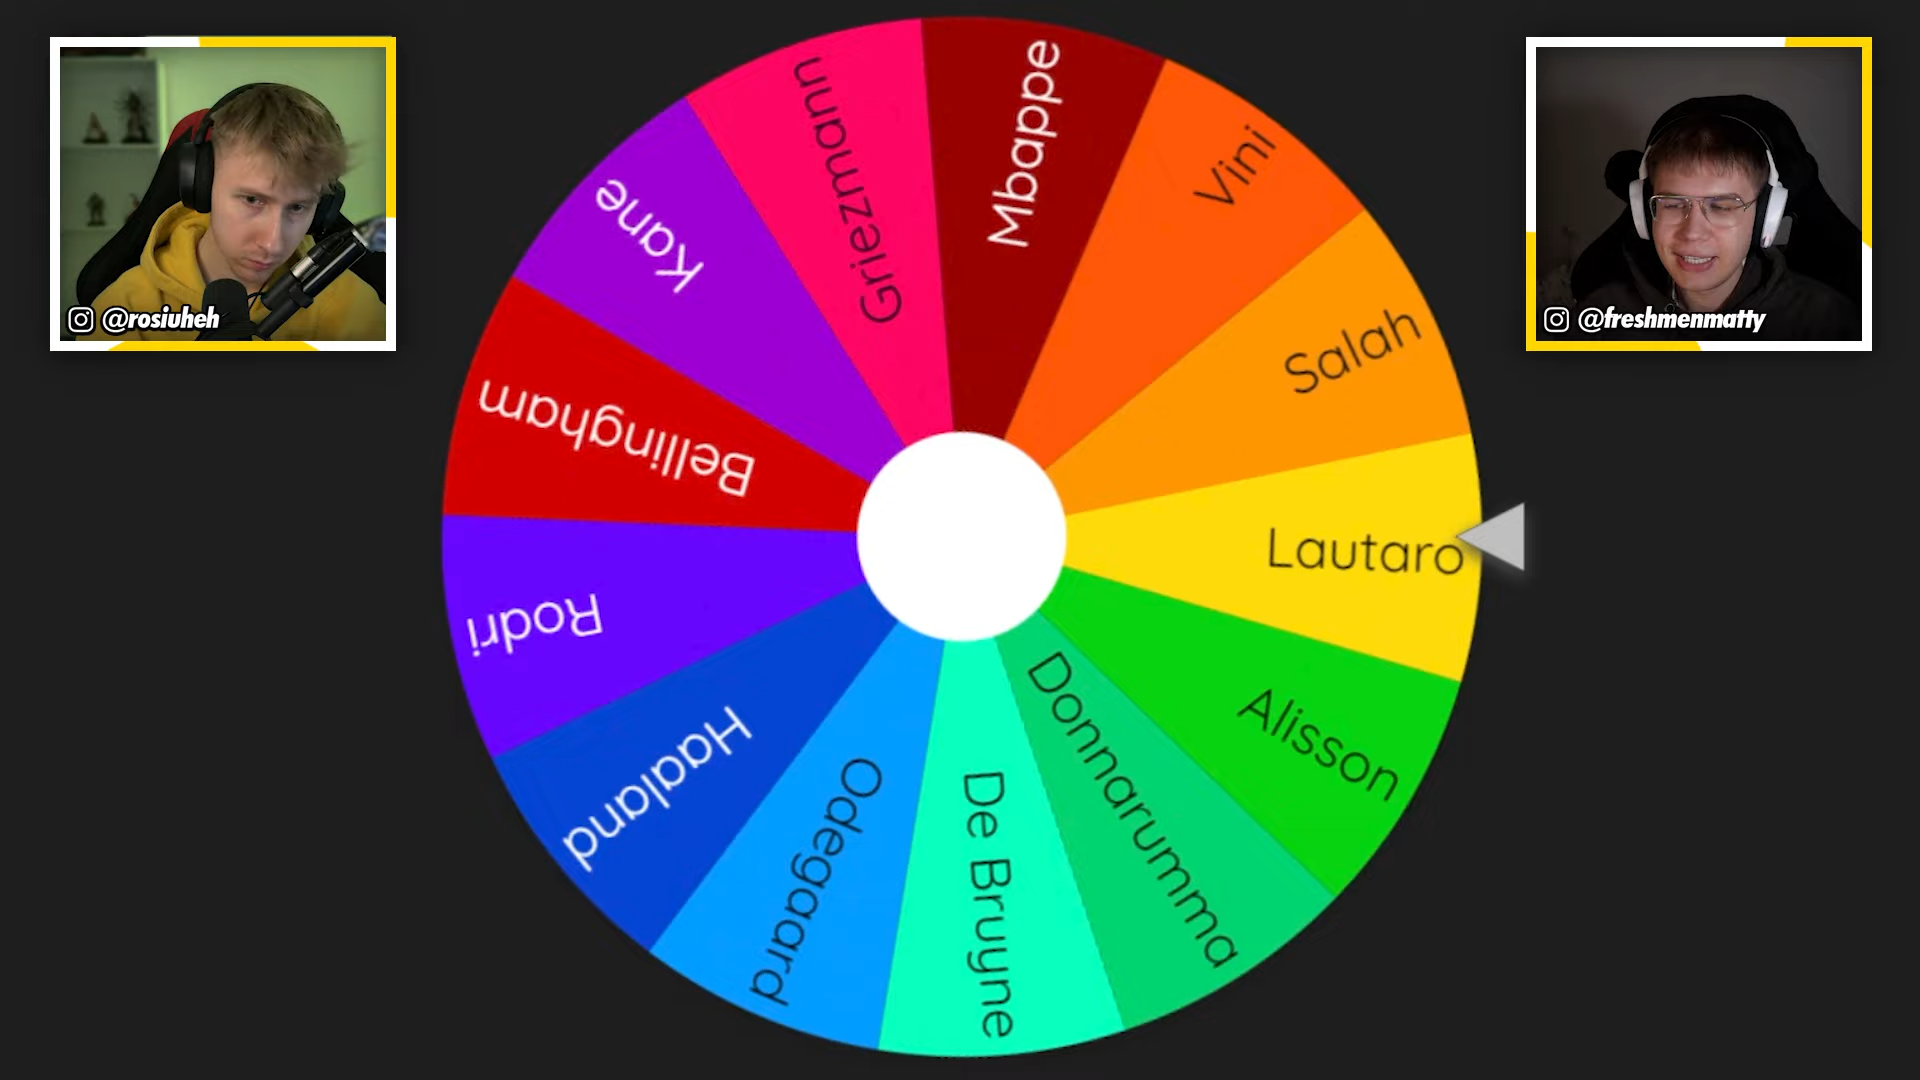 @rosiuheh
@freshmenmatty
Mbappe
Vini
Salah
Lautaro
Alisson
Donnarumma
De Bruyne
Odegaard
Haaland
Rodri
Bellingham
Kane
Griezmann